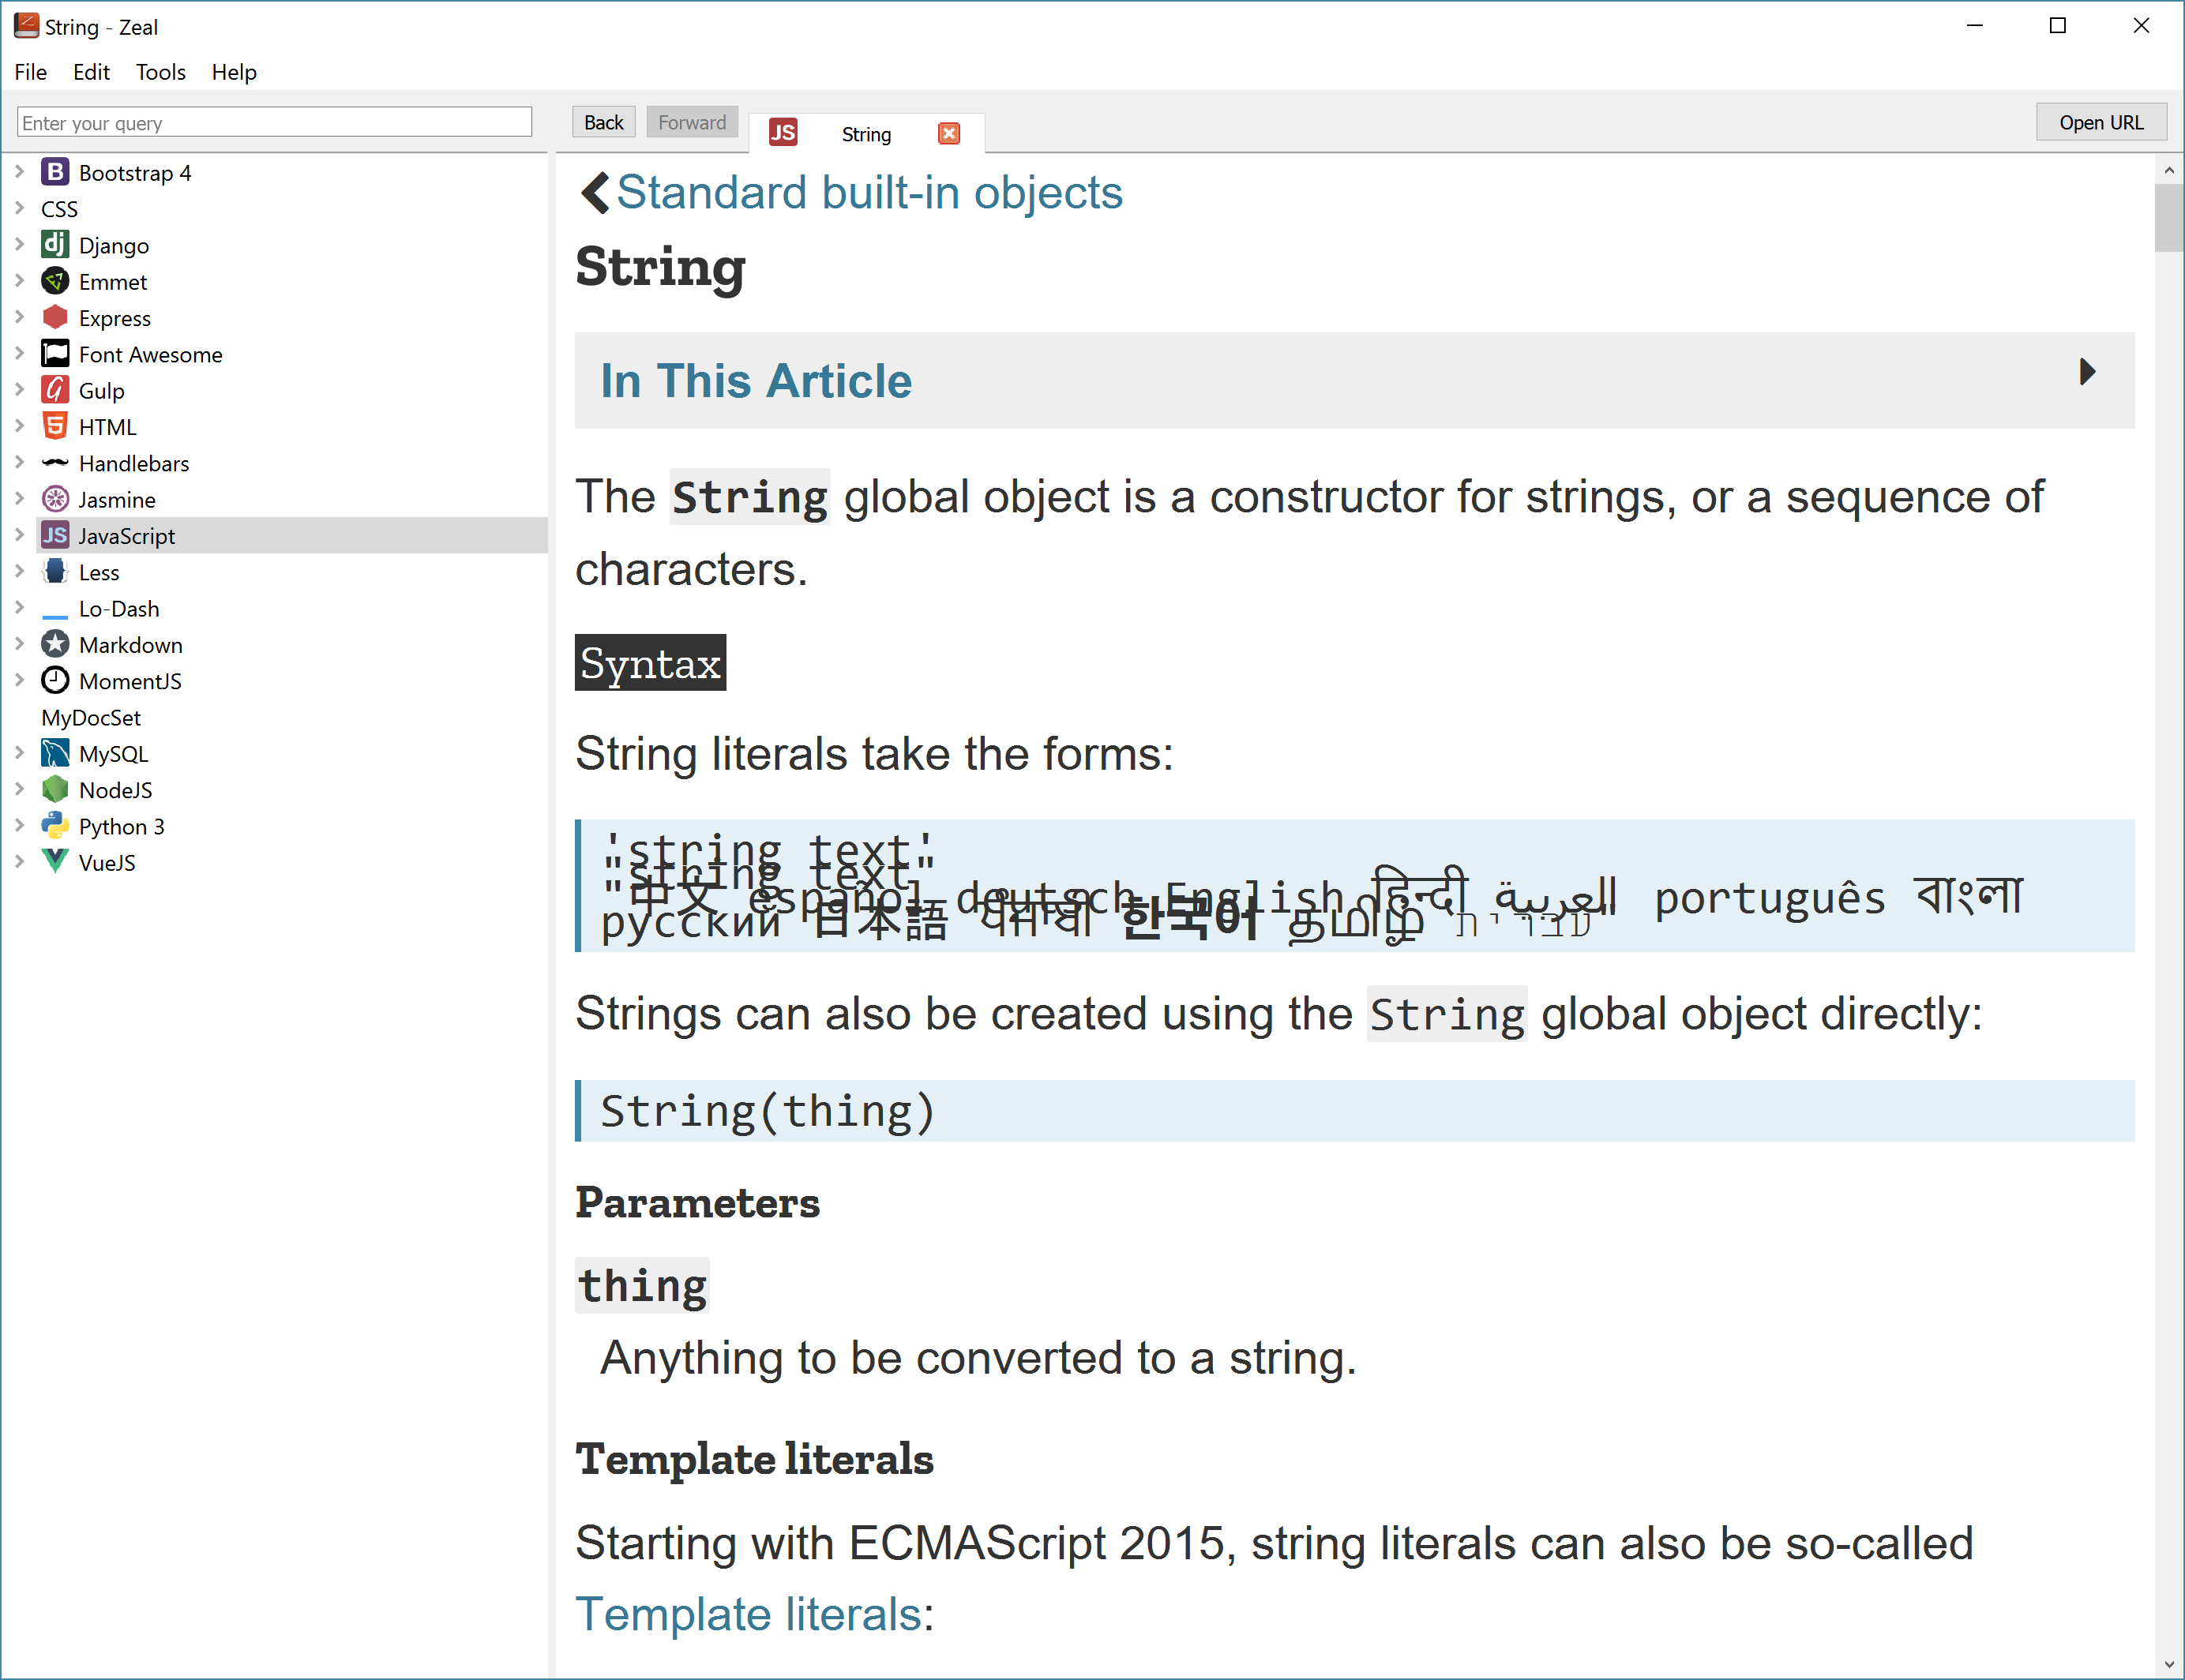 String - Zeal
File Edit Tools Help
Enter your query
Back Forward JS String Open URL
B Bootstrap 4
CSS
dj Django
Emmet
Express
Font Awesome
Gulp
5 HTML
Handlebars
Jasmine
JS JavaScript
Less
Lo-Dash
Markdown
MomentJS
MyDocSet
MySQL
NodeJS
Python 3
VueJS
Standard built-in objects
String
In This Article
The String global object is a constructor for strings, or a sequence of
characters.
Syntax
String literals take the forms:
'string text'
"string text"
"中文 español deutsch English हिन्दी العربية português বাংলা
русский 日本語 ਪੰਜਾਬੀ 한국어 தமிழ் עברית"
Strings can also be created using the String global object directly:
String(thing)
Parameters
thing
Anything to be converted to a string.
Template literals
Starting with ECMAScript 2015, string literals can also be so-called
Template literals: